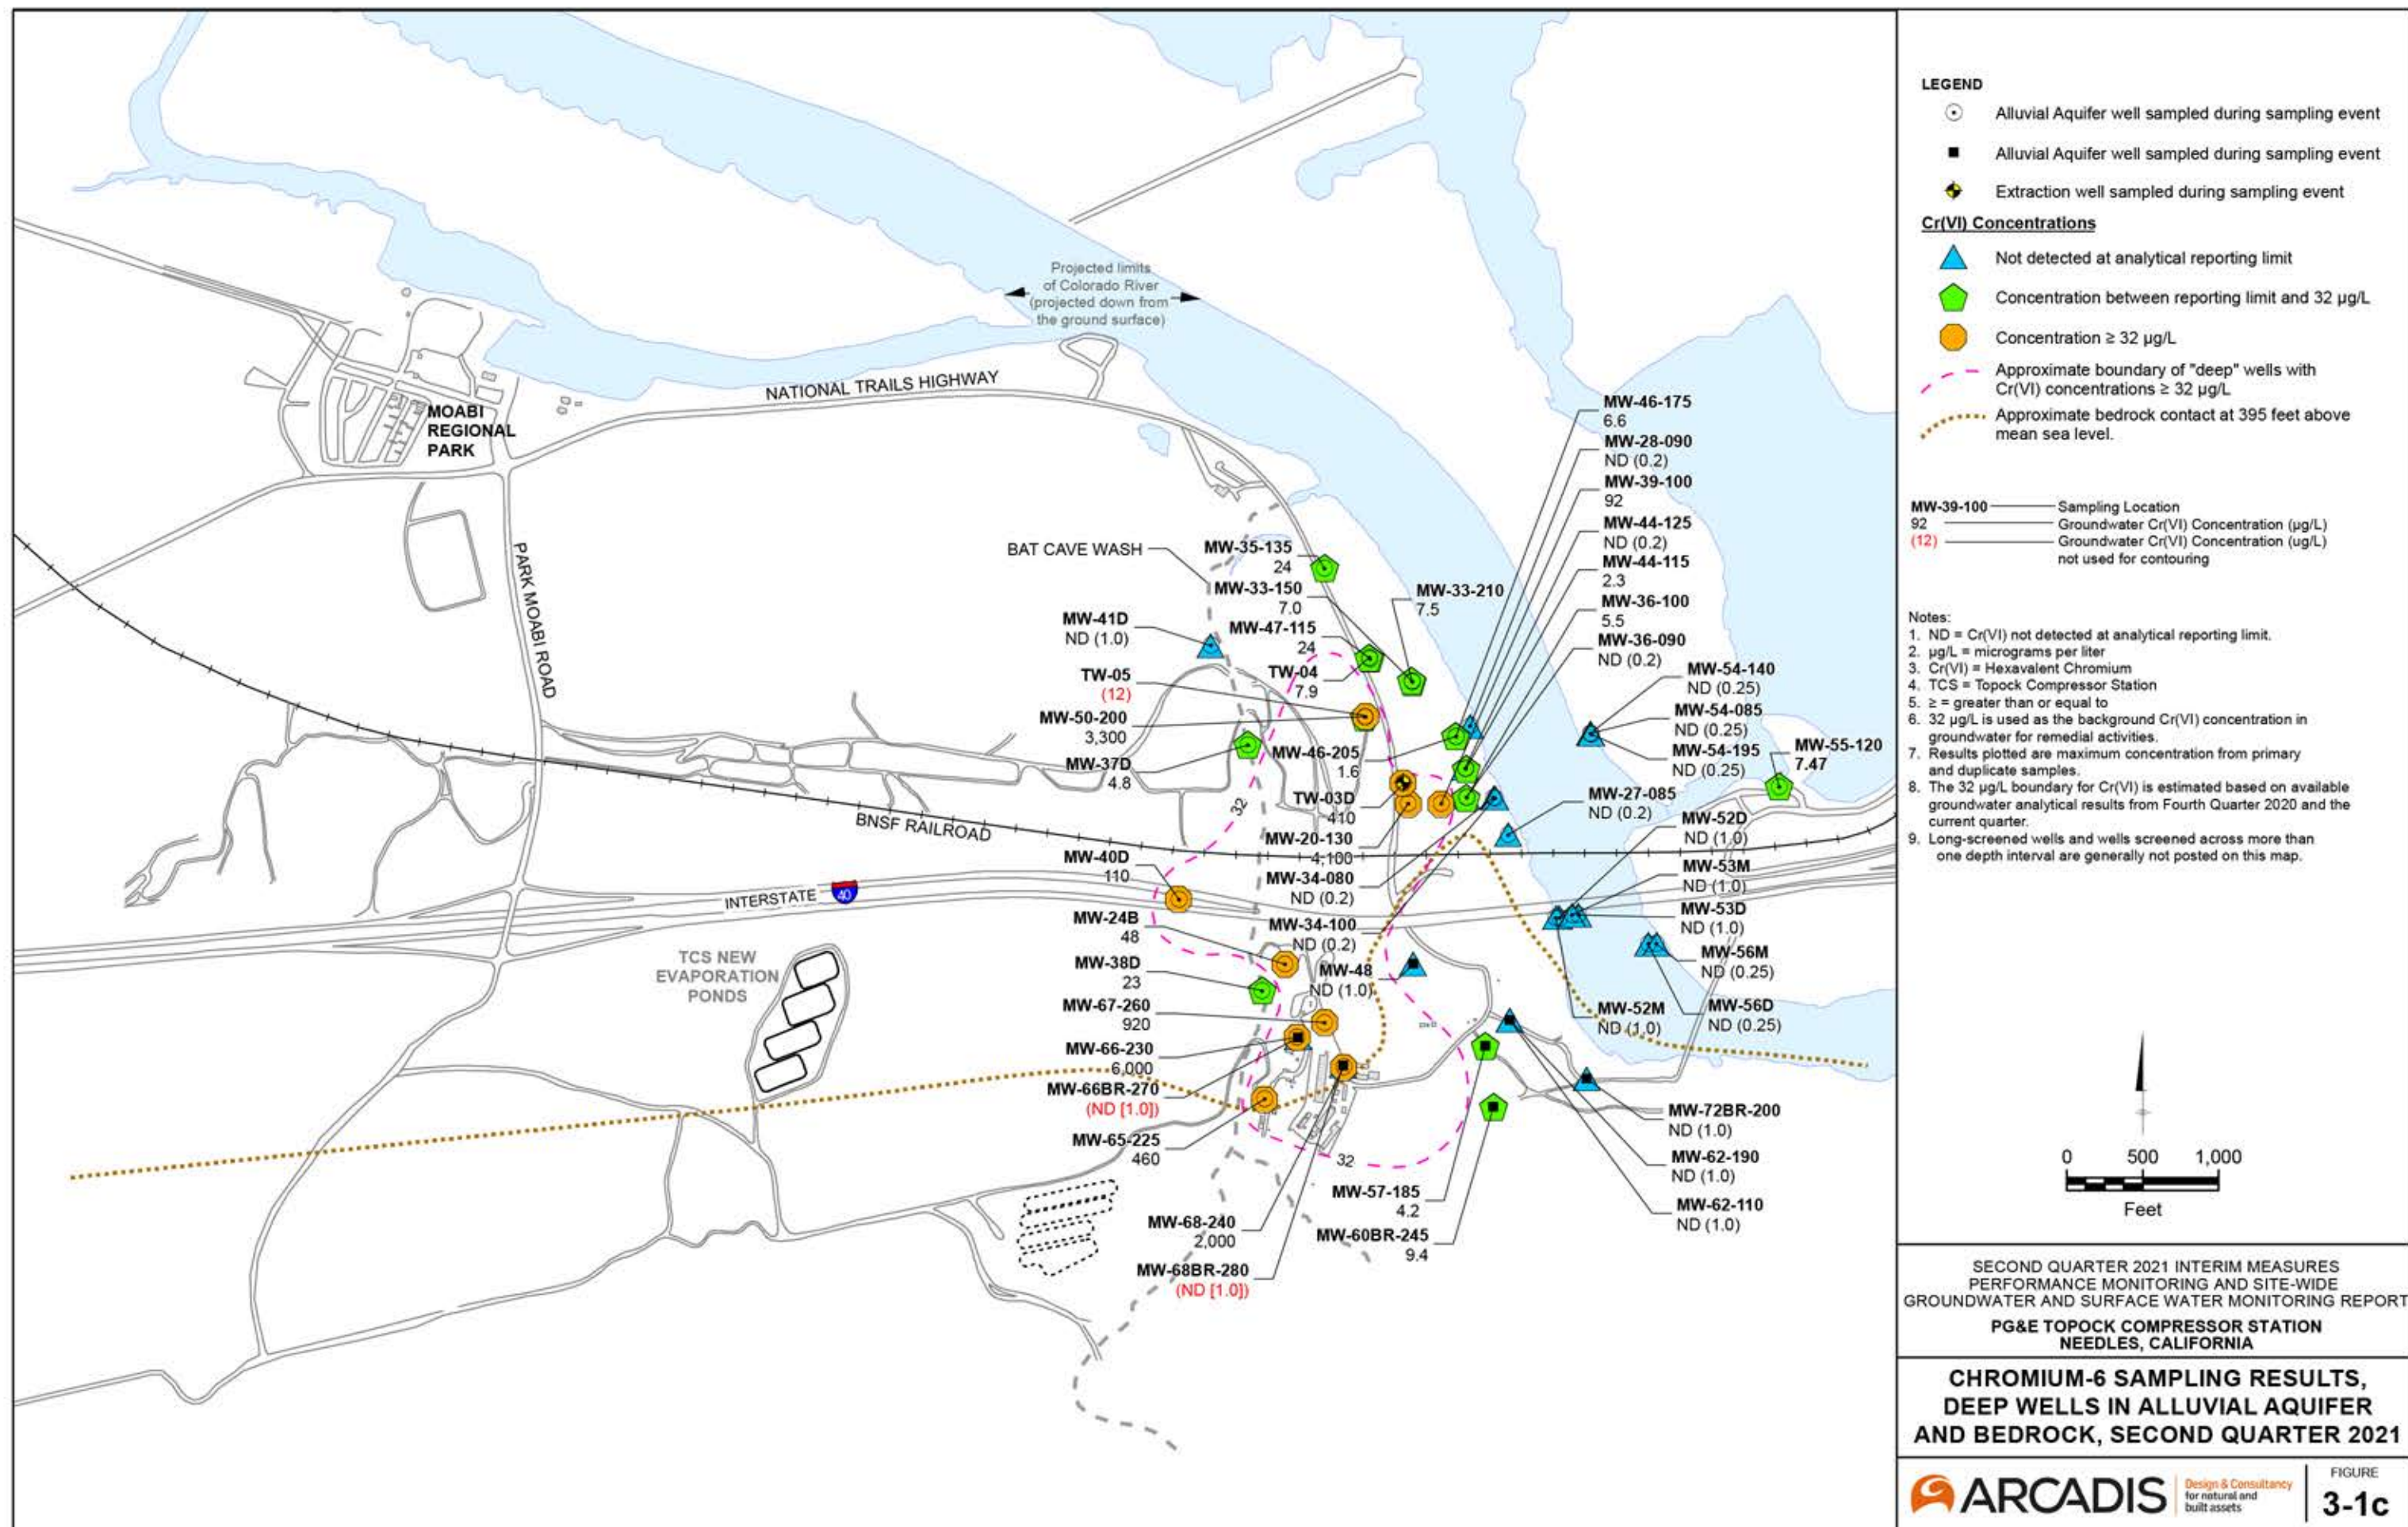 Projected limits
of Colorado River
(projected down from
the ground surface)
NATIONAL TRAILS HIGHWAY
MOABI
REGIONAL
PARK
PARK MOABI ROAD
BAT CAVE WASH
BNSF RAILROAD
INTERSTATE
40
TCS NEW
EVAPORATION
PONDS
32
32
MW-35-135
24
MW-33-150
7.0
MW-33-210
7.5
MW-47-115
24
MW-41D
ND (1.0)
TW-04
7.9
TW-05
(12)
MW-50-200
3,300
MW-37D
4.8
MW-46-205
1.6
TW-03D
410
MW-20-130
4,100
MW-40D
110
MW-34-080
ND (0.2)
MW-24B
48
MW-34-100
ND (0.2)
MW-38D
23
MW-48
ND (1.0)
MW-67-260
920
MW-66-230
6,000
MW-66BR-270
(ND [1.0])
MW-65-225
460
MW-68-240
2,000
MW-68BR-280
(ND [1.0])
MW-57-185
4.2
MW-60BR-245
9.4
MW-46-175
6.6
MW-28-090
ND (0.2)
MW-39-100
92
MW-44-125
ND (0.2)
MW-44-115
2.3
MW-36-100
5.5
MW-36-090
ND (0.2)
MW-54-140
ND (0.25)
MW-54-085
ND (0.25)
MW-54-195
ND (0.25)
MW-55-120
7.47
MW-27-085
ND (0.2)
MW-52D
ND (1.0)
MW-53M
ND (1.0)
MW-53D
ND (1.0)
MW-56M
ND (0.25)
MW-52M
ND (1.0)
MW-56D
ND (0.25)
MW-72BR-200
ND (1.0)
MW-62-190
ND (1.0)
MW-62-110
ND (1.0)
LEGEND
Alluvial Aquifer well sampled during sampling event
Alluvial Aquifer well sampled during sampling event
Extraction well sampled during sampling event
Cr(VI) Concentrations
Not detected at analytical reporting limit
Concentration between reporting limit and 32 µg/L
Concentration ≥ 32 µg/L
Approximate boundary of "deep" wells with
Cr(VI) concentrations ≥ 32 µg/L
Approximate bedrock contact at 395 feet above
mean sea level.
MW-39-100 Sampling Location
92 Groundwater Cr(VI) Concentration (µg/L)
(12) Groundwater Cr(VI) Concentration (ug/L)
not used for contouring
Notes:
1. ND = Cr(VI) not detected at analytical reporting limit.
2. µg/L = micrograms per liter
3. Cr(VI) = Hexavalent Chromium
4. TCS = Topock Compressor Station
5. ≥ = greater than or equal to
6. 32 µg/L is used as the background Cr(VI) concentration in
groundwater for remedial activities.
7. Results plotted are maximum concentration from primary
and duplicate samples.
8. The 32 µg/L boundary for Cr(VI) is estimated based on available
groundwater analytical results from Fourth Quarter 2020 and the
current quarter.
9. Long-screened wells and wells screened across more than
one depth interval are generally not posted on this map.
0 500 1,000
Feet
SECOND QUARTER 2021 INTERIM MEASURES
PERFORMANCE MONITORING AND SITE-WIDE
GROUNDWATER AND SURFACE WATER MONITORING REPORT
PG&E TOPOCK COMPRESSOR STATION
NEEDLES, CALIFORNIA
CHROMIUM-6 SAMPLING RESULTS,
DEEP WELLS IN ALLUVIAL AQUIFER
AND BEDROCK, SECOND QUARTER 2021
ARCADIS
Design & Consultancy
for natural and
built assets
FIGURE
3-1c